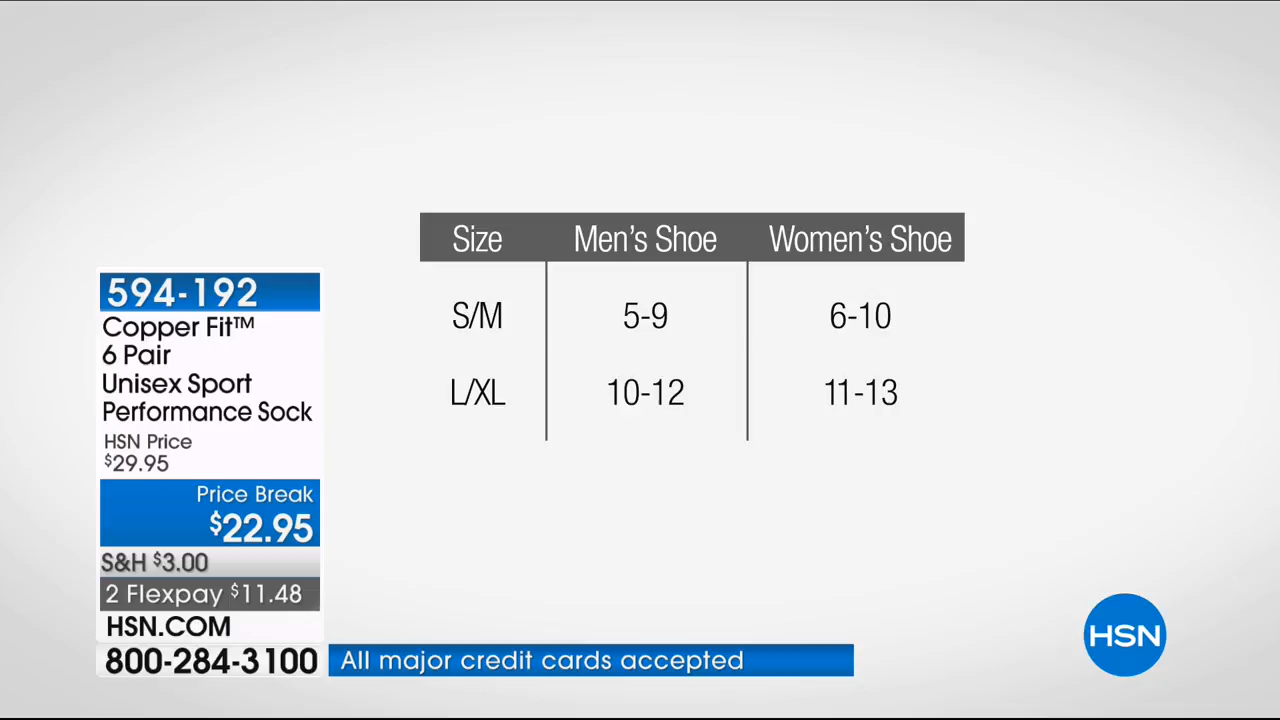 Size Men's Shoe Women's Shoe
S/M 5-9 6-10
L/XL 10-12 11-13
594-192
Copper Fit™
6 Pair
Unisex Sport
Performance Sock
HSN Price
$29.95
Price Break
$22.95
S&H $3.00
2 Flexpay $11.48
HSN.COM
800-284-3100 All major credit cards accepted
HSN